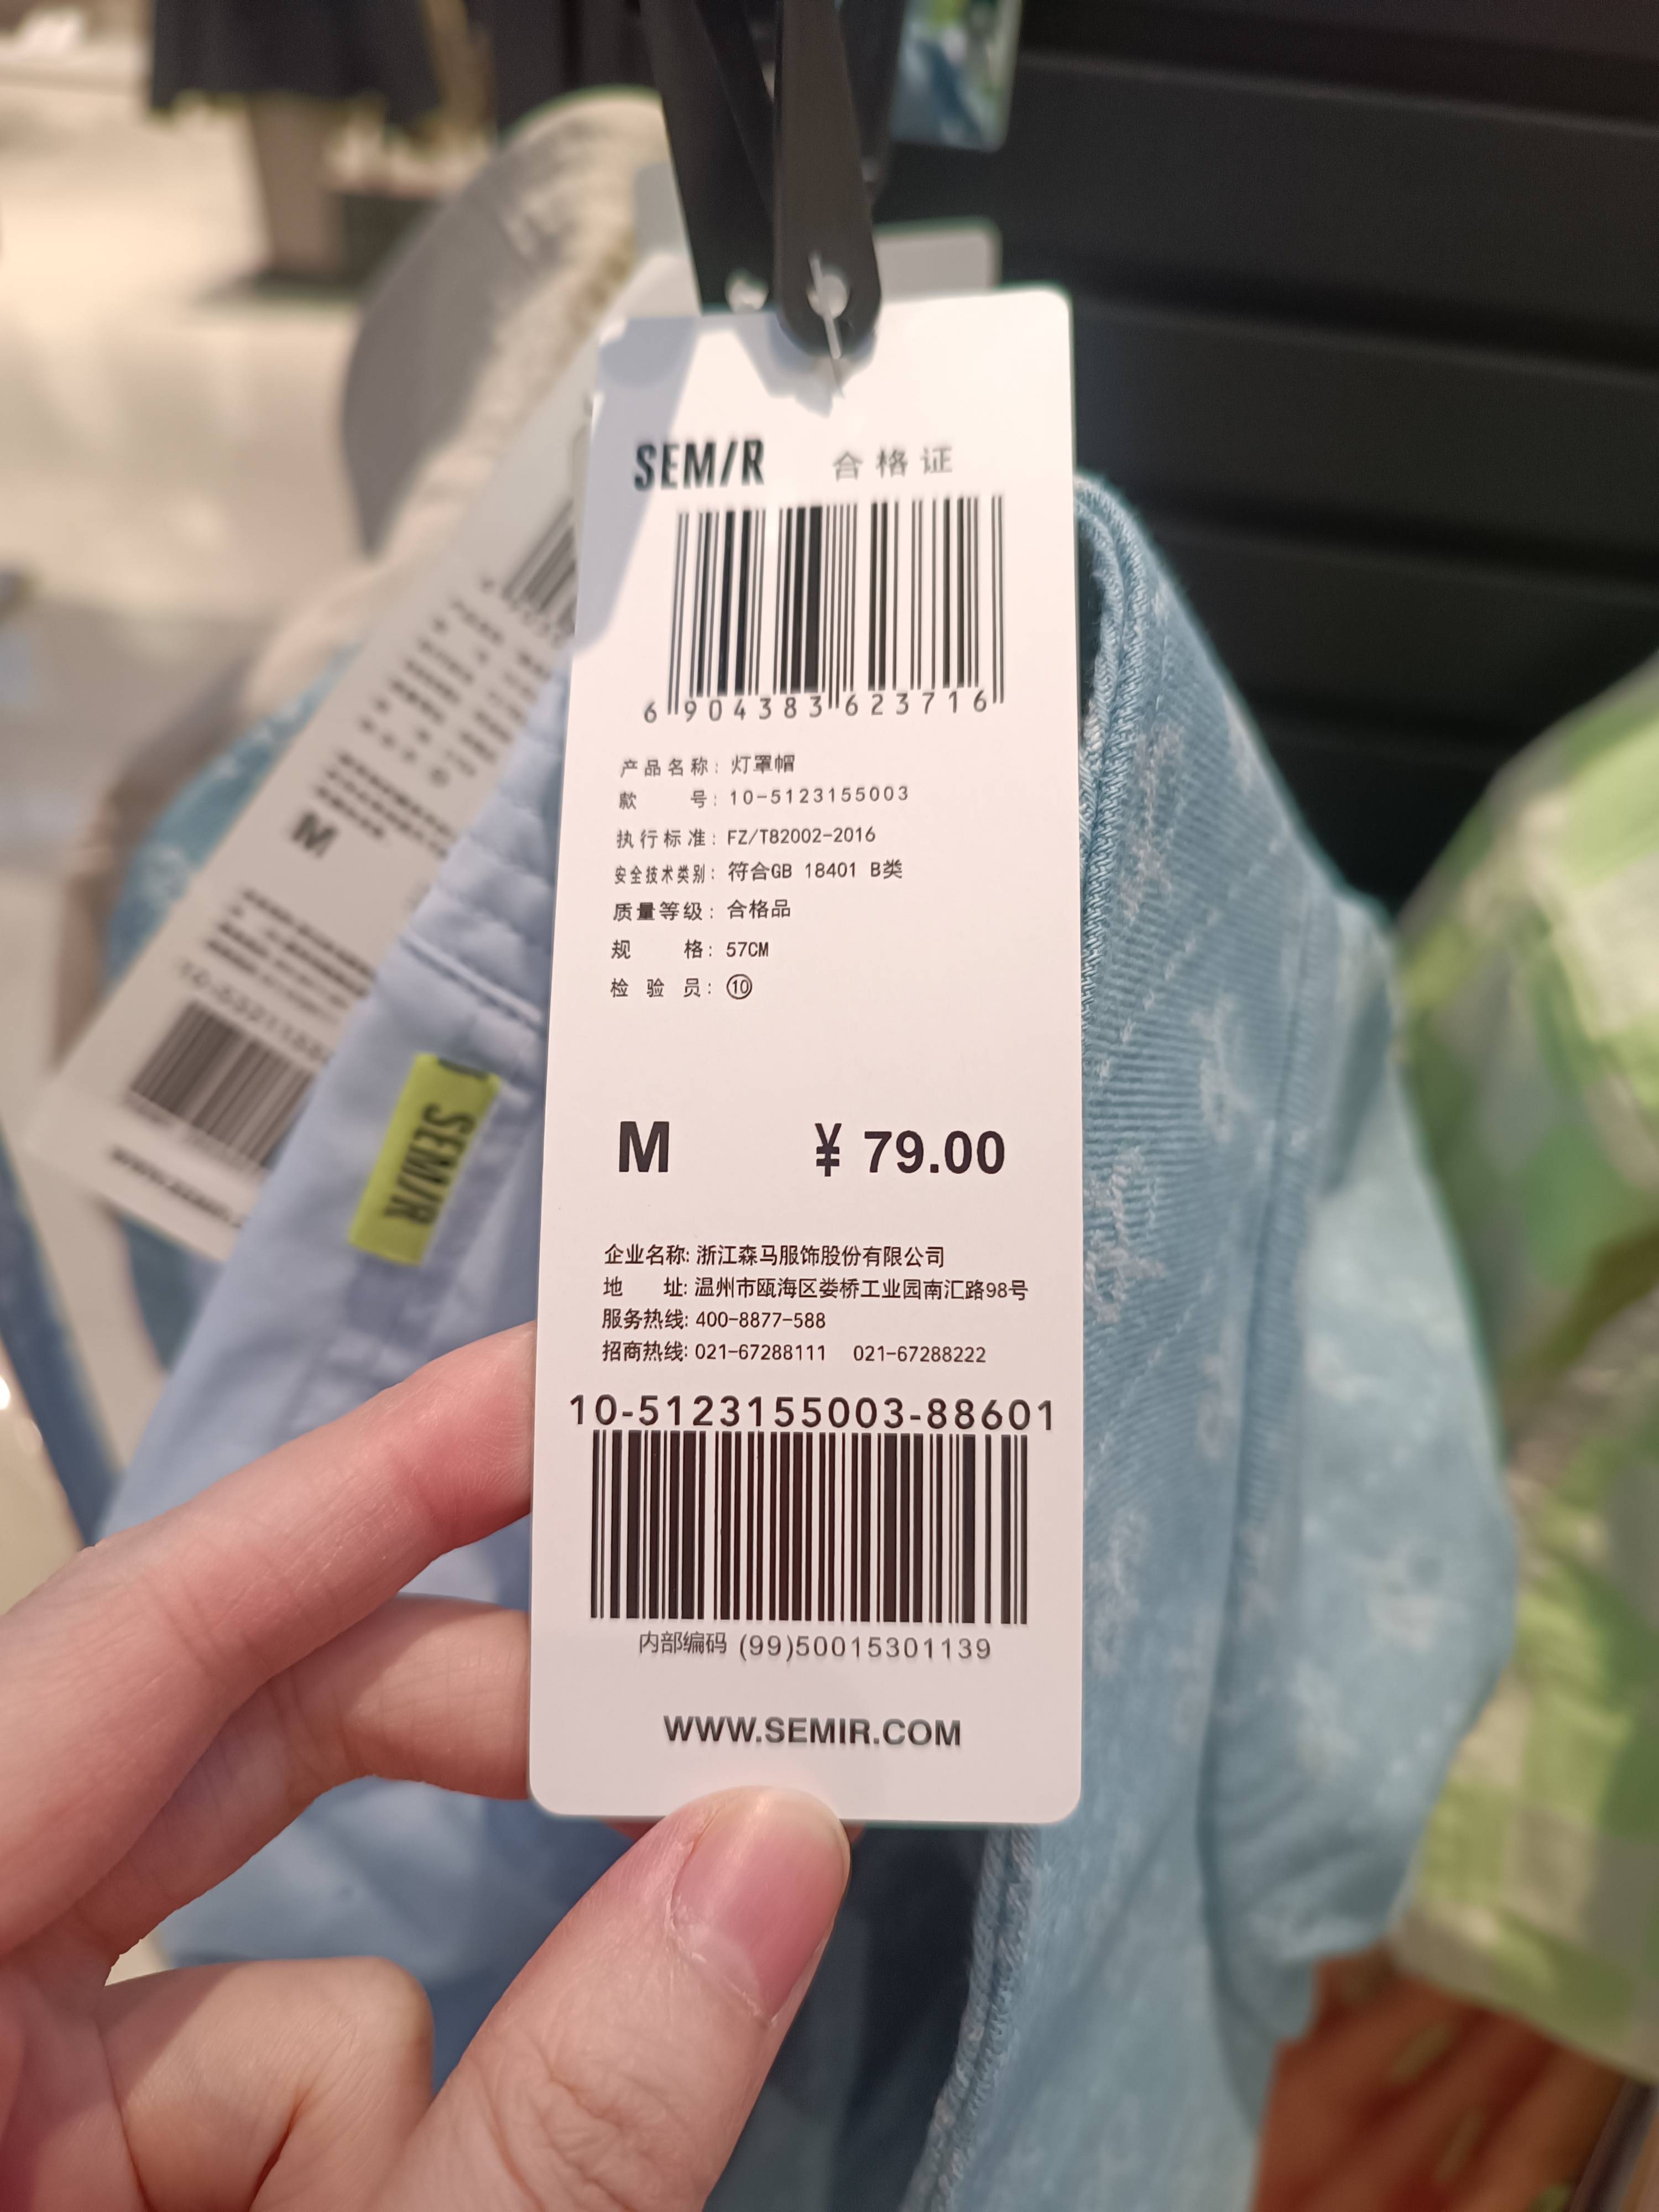 SEM/R 合格证
6 904383 623716
产品名称: 灯罩帽
款 号: 10-5123155003
执行标准: FZ/T82002-2016
安全技术类别: 符合GB 18401 B类
质量等级: 合格品
规 格: 57CM
检 验 员: ⑩
M ¥ 79.00
企业名称: 浙江森马服饰股份有限公司
地 址: 温州市瓯海区娄桥工业园南汇路98号
服务热线: 400-8877-588
招商热线: 021-67288111 021-67288222
10-5123155003-88601
内部编码 (99)50015301139
WWW.SEMIR.COM
SEM/R
M